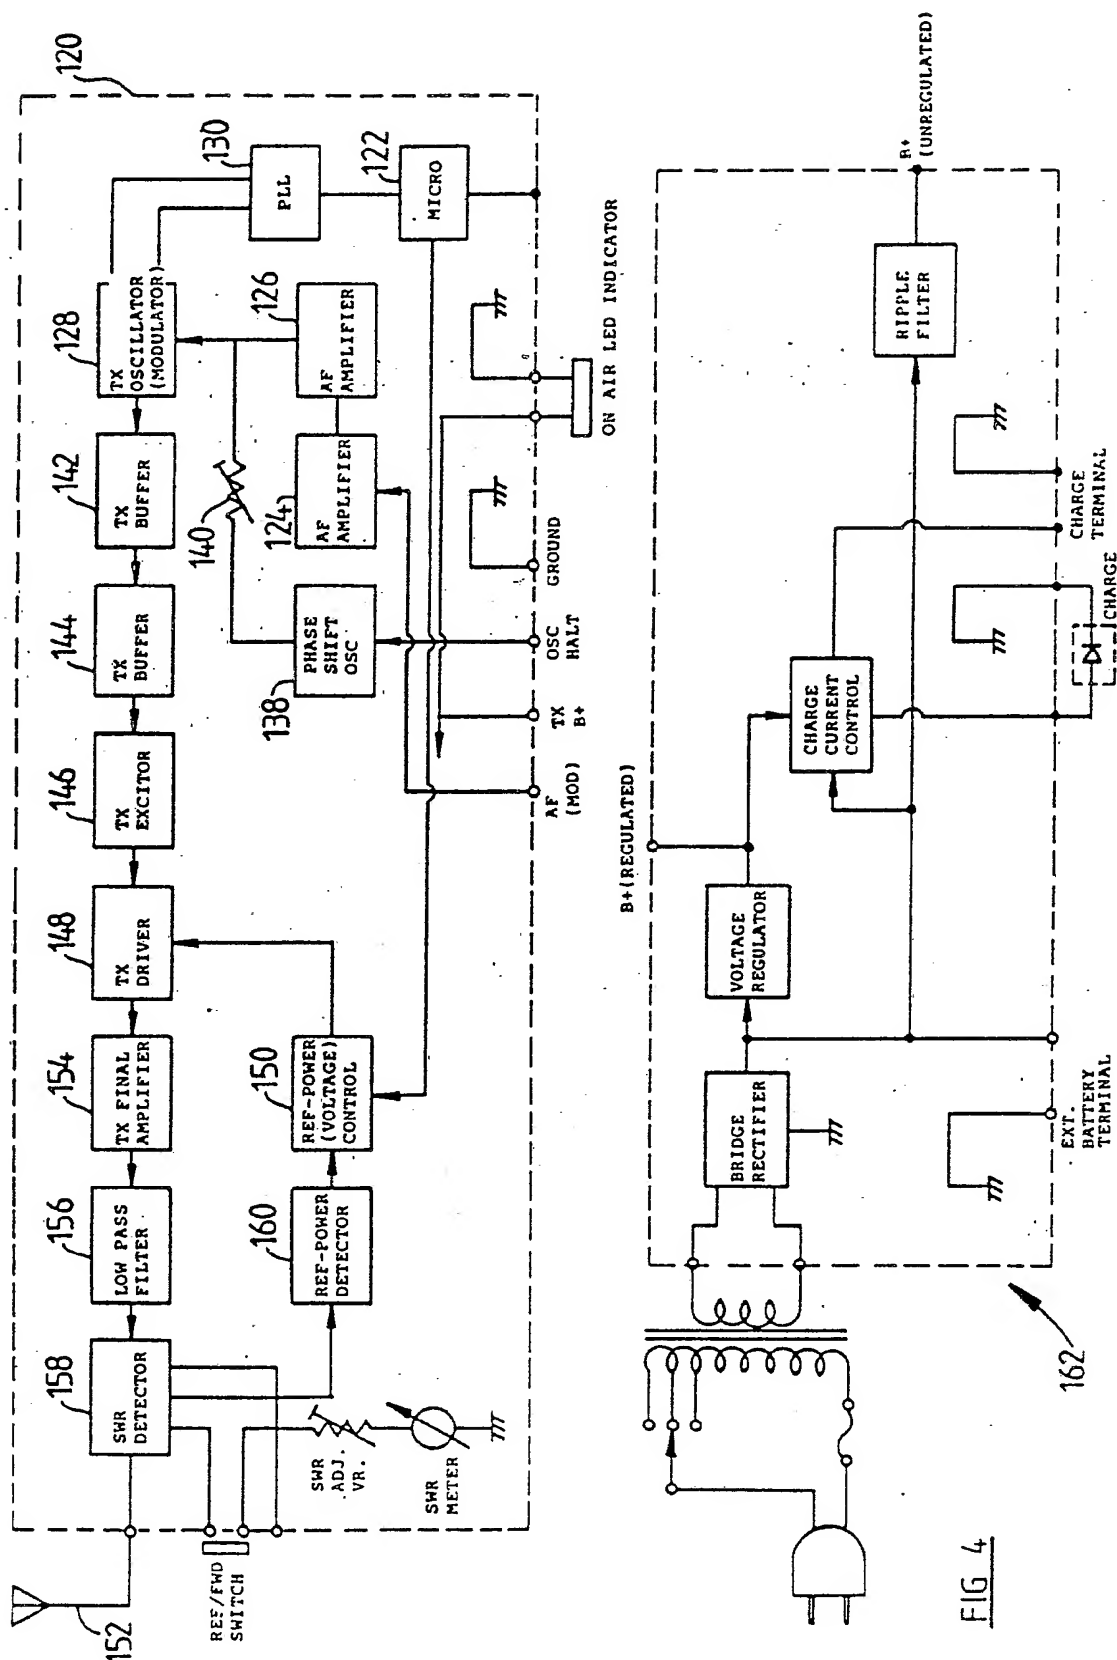 120
152
158
SWR
DETECTOR
156
LOW PASS
FILTER
154
TX FINAL
AMPLIFIER
148
TX
DRIVER
146
TX
EXCITOR
144
TX
BUFFER
142
TX
BUFFER
128
TX
OSCILLATOR
(MODULATOR)
130
PLL
REF/FWD
SWITCH
160
REF-POWER
DETECTOR
150
REF-POWER
(VOLTAGE)
CONTROL
138
PHASE
SHIFT
OSC
140
124
AF
AMPLIFIER
126
AF
AMPLIFIER
122
MICRO
SWR
ADJ.
VR.
SWR
METER
AF
(MOD)
TX
B+
OSC
HALT
GROUND
ON AIR LED INDICATOR
162
BRIDGE
RECTIFIER
VOLTAGE
REGULATOR
B+(REGULATED)
CHARGE
CURRENT
CONTROL
RIPPLE
FILTER
B+
(UNREGULATED)
EXT.
BATTERY
TERMINAL
CHARGE
CHARGE
TERMINAL
FIG 4